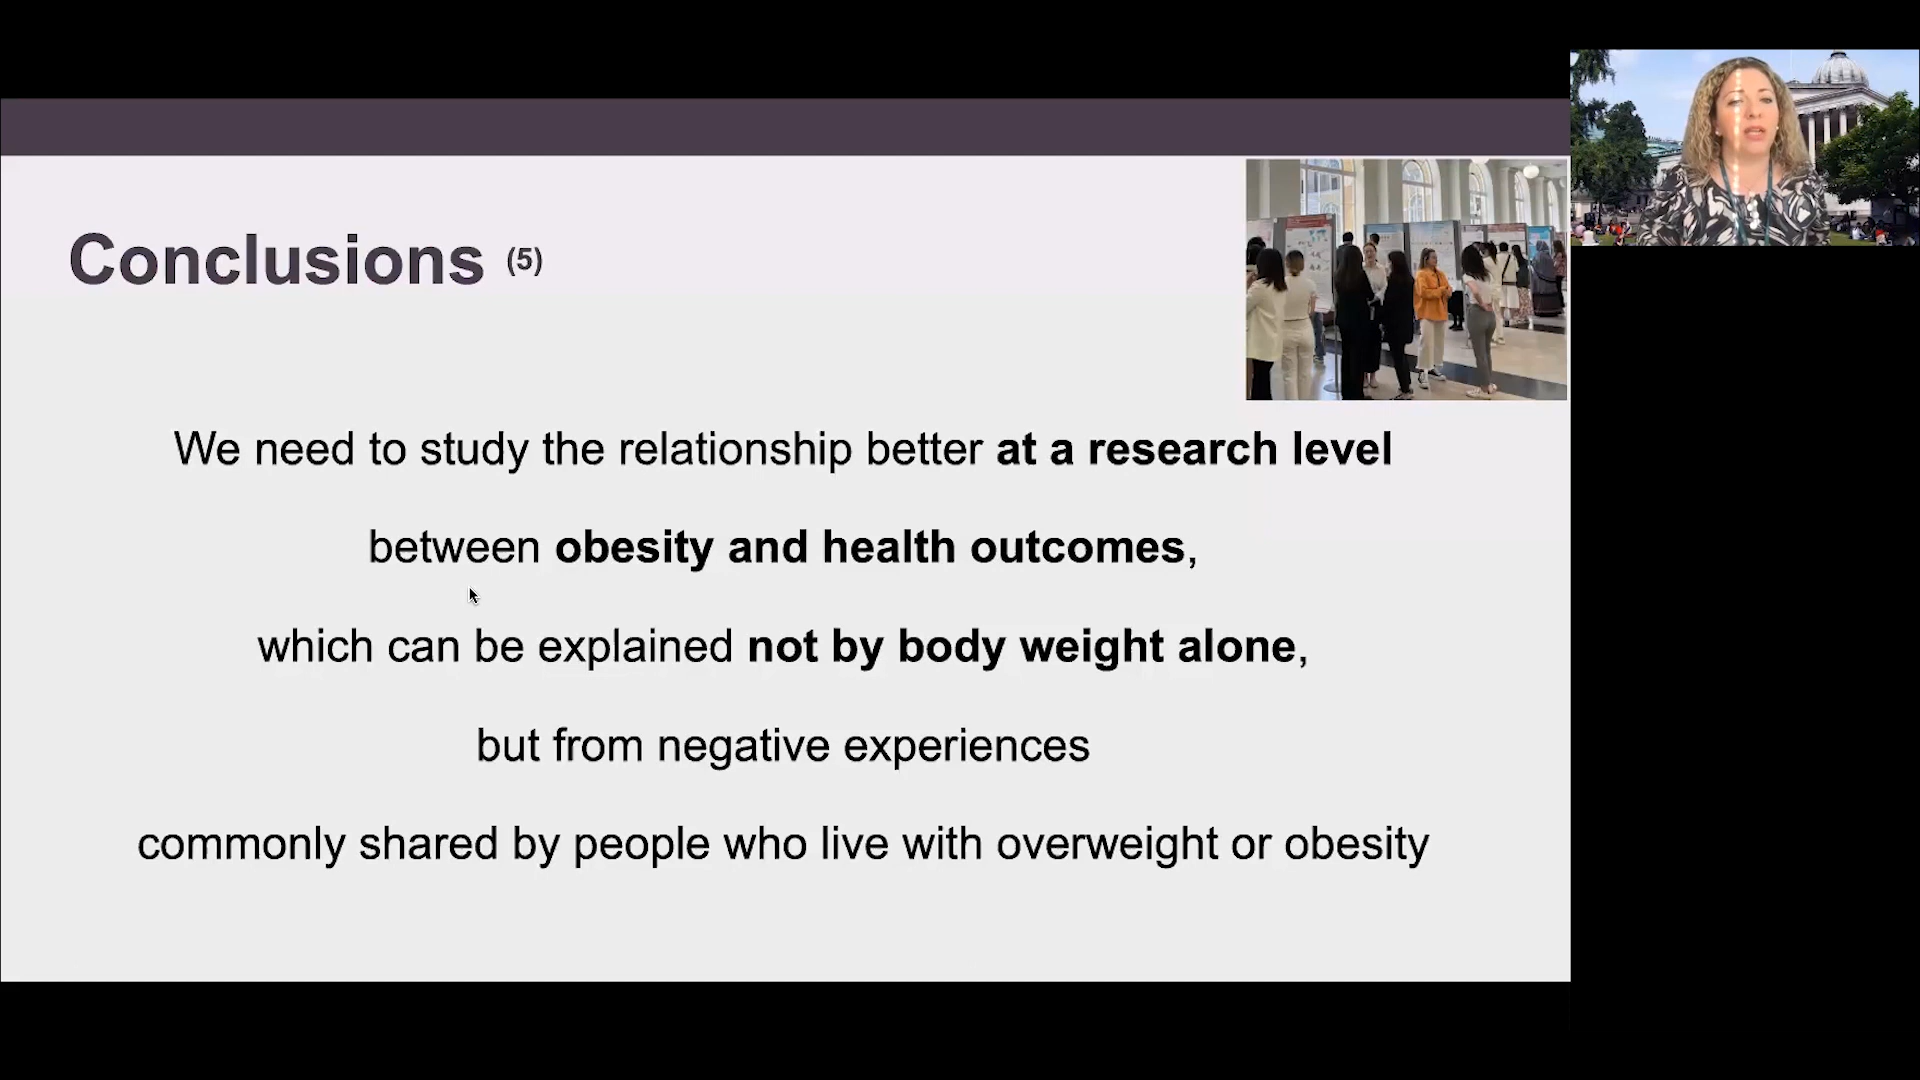 Conclusions (5)
We need to study the relationship better at a research level
between obesity and health outcomes,
which can be explained not by body weight alone,
but from negative experiences
commonly shared by people who live with overweight or obesity